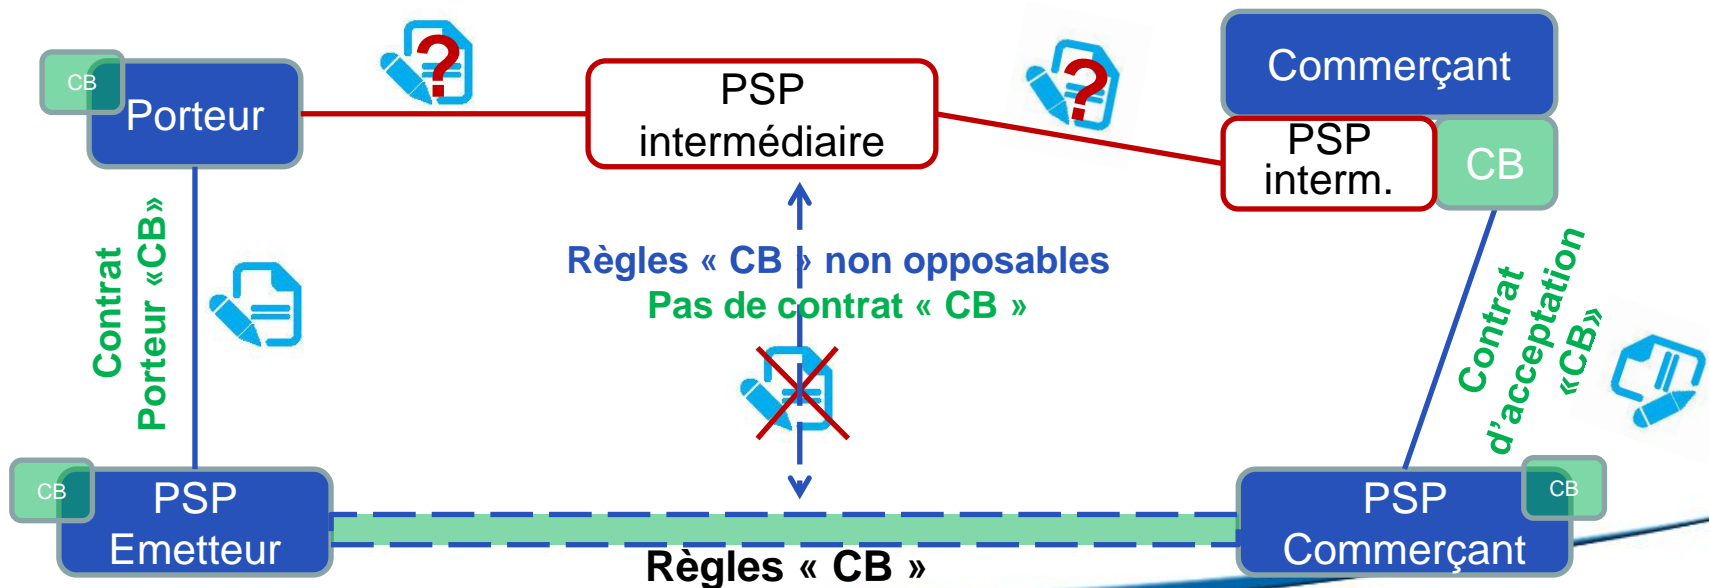 CB
Porteur
?
PSP
intermédiaire
?
Commerçant
PSP
interm.
CB
Contrat
Porteur «CB»
Règles « CB » non opposables
Pas de contrat « CB »
Contrat
d'acceptation
«CB»
CB
PSP
Emetteur
Règles « CB »
PSP
Commerçant
CB